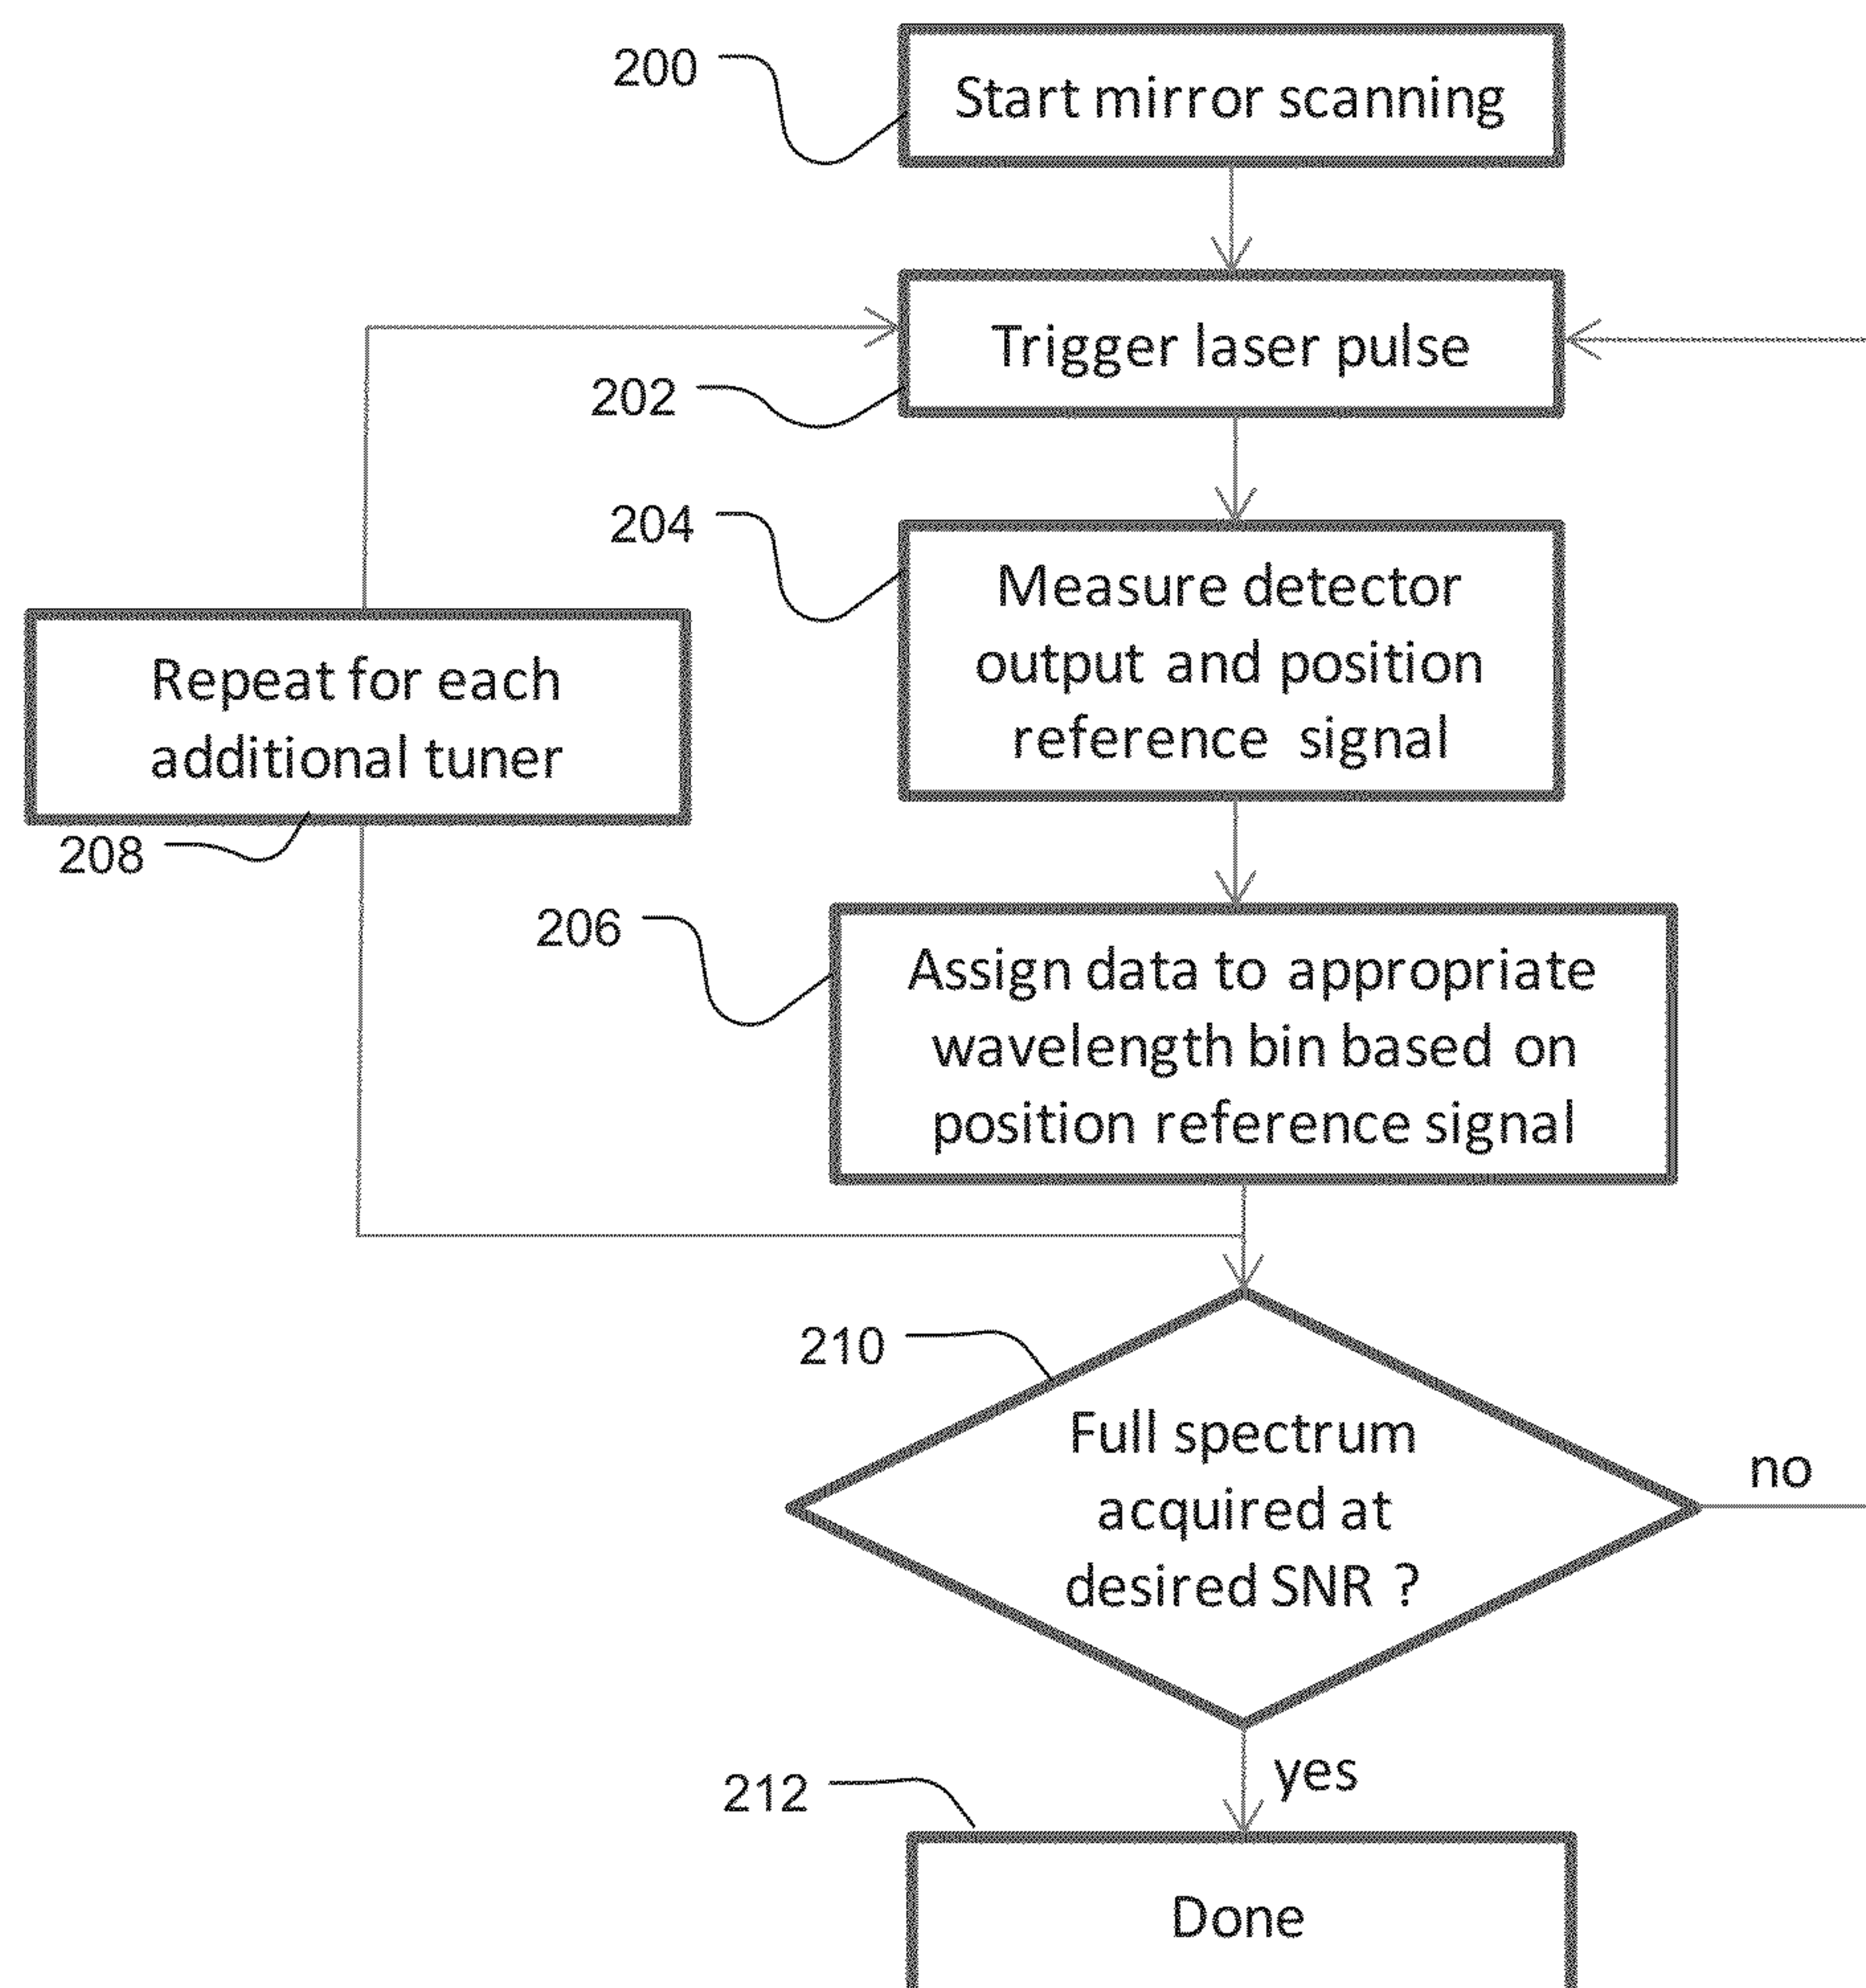 200
Start mirror scanning
Trigger laser pulse
202
204
Measure detector
output and position
reference signal
Repeat for each
additional tuner
208
206
Assign data to appropriate
wavelength bin based on
position reference signal
210
Full spectrum
acquired at
desired SNR ?
no
yes
212
Done